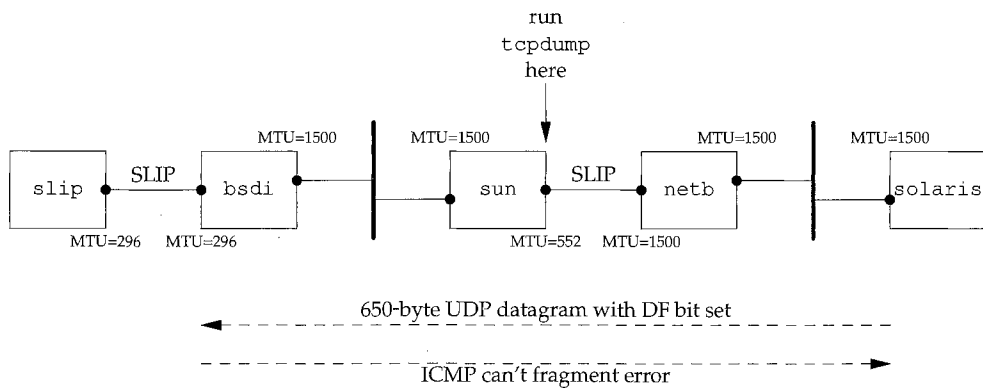 run
tcpdump
here
MTU=1500
MTU=1500
MTU=1500
MTU=1500
slip
SLIP
bsdi
sun
SLIP
netb
solaris
MTU=296
MTU=296
MTU=552
MTU=1500
650-byte UDP datagram with DF bit set
ICMP can't fragment error